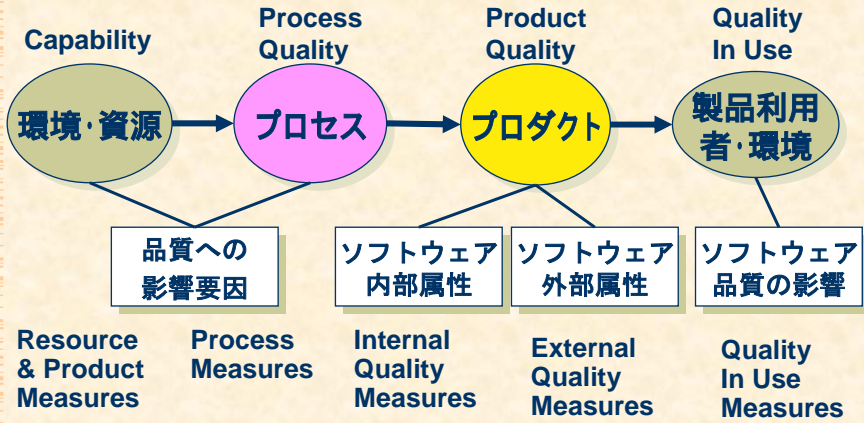 Capability
Process
Quality
Product
Quality
Quality
In Use
環境・資源
プロセス
プロダクト
製品利用
者・環境
品質への
影響要因
ソフトウェア
内部属性
ソフトウェア
外部属性
ソフトウェア
品質の影響
Resource
& Product
Measures
Process
Measures
Internal
Quality
Measures
External
Quality
Measures
Quality
In Use
Measures